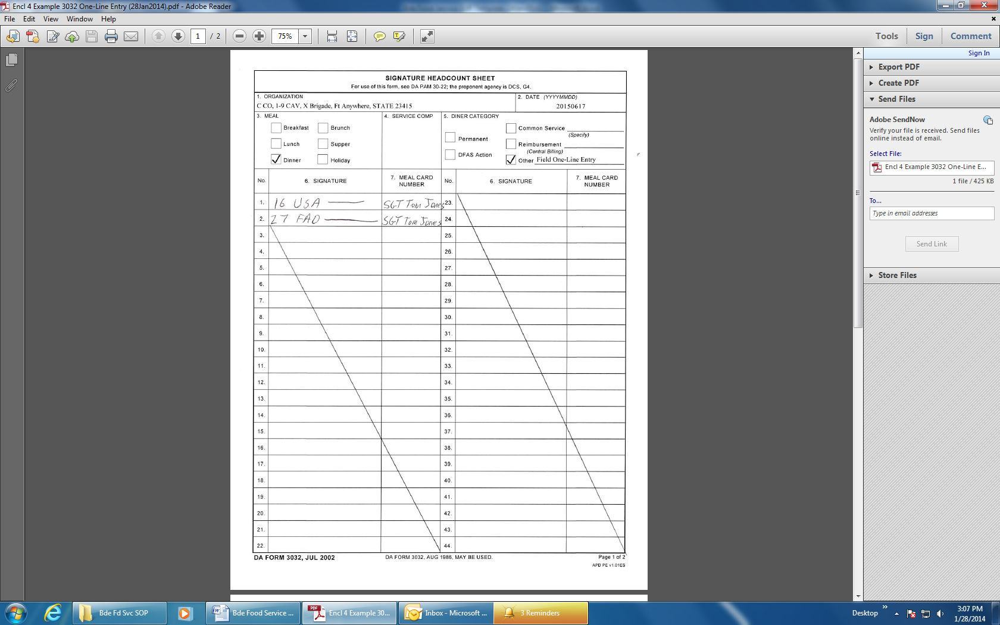 Encl 4 Example 3032 One-Line Entry (28Jan2014).pdf - Adobe Reader
File Edit View Window Help
1 / 2 75% Tools Sign Comment
Sign In
Export PDF
Create PDF
Send Files
Adobe SendNow
Verify your file is received. Send files
online instead of email.
Select File:
Encl 4 Example 3032 One-Line E...
1 file / 425 KB
To...
Type in email addresses
Send Link
Store Files
SIGNATURE HEADCOUNT SHEET
For use of this form, see DA PAM 30-22; the proponent agency is DCS, G4.
1. ORGANIZATION
C CO, 1-9 CAV, X Brigade, Ft Anywhere, STATE 23415
2. DATE (YYYYMMDD)
20150617
3. MEAL
Breakfast Brunch
Lunch Supper
Dinner Holiday
4. SERVICE COMP
5. DINER CATEGORY
Permanent
DFAS Action
Common Service
(Specify)
Reimbursement
(Central Billing)
Other Field One-Line Entry
No. 6. SIGNATURE 7. MEAL CARD NUMBER No. 6. SIGNATURE 7. MEAL CARD NUMBER
1. 16 USA SGT Tom Jones 23.
2. 27 FAO SGT Tom Jones 24.
3. 25.
4. 26.
5. 27.
6. 28.
7. 29.
8. 30.
9. 31.
10. 32.
11. 33.
12. 34.
13. 35.
14. 36.
15. 37.
16. 38.
17. 39.
18. 40.
19. 41.
20. 42.
21. 43.
22. 44.
DA FORM 3032, JUL 2002 DA FORM 3032, AUG 1986, MAY BE USED. Page 1 of 2
APD PE v1.01ES
Bde Fd Svc SOP Bde Food Service ... Encl 4 Example 30... Inbox - Microsoft ... 3 Reminders Desktop
3:07 PM
1/28/2014